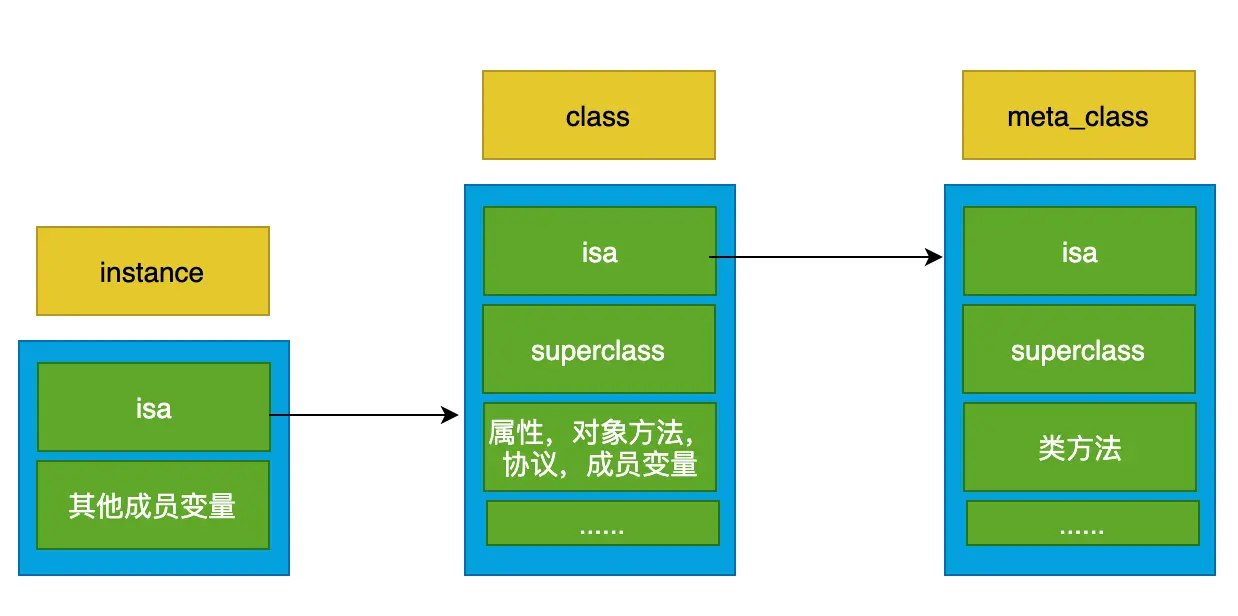 instance
isa
其他成员变量
class
isa
superclass
属性，对象方法，
协议，成员变量
......
meta_class
isa
superclass
类方法
......